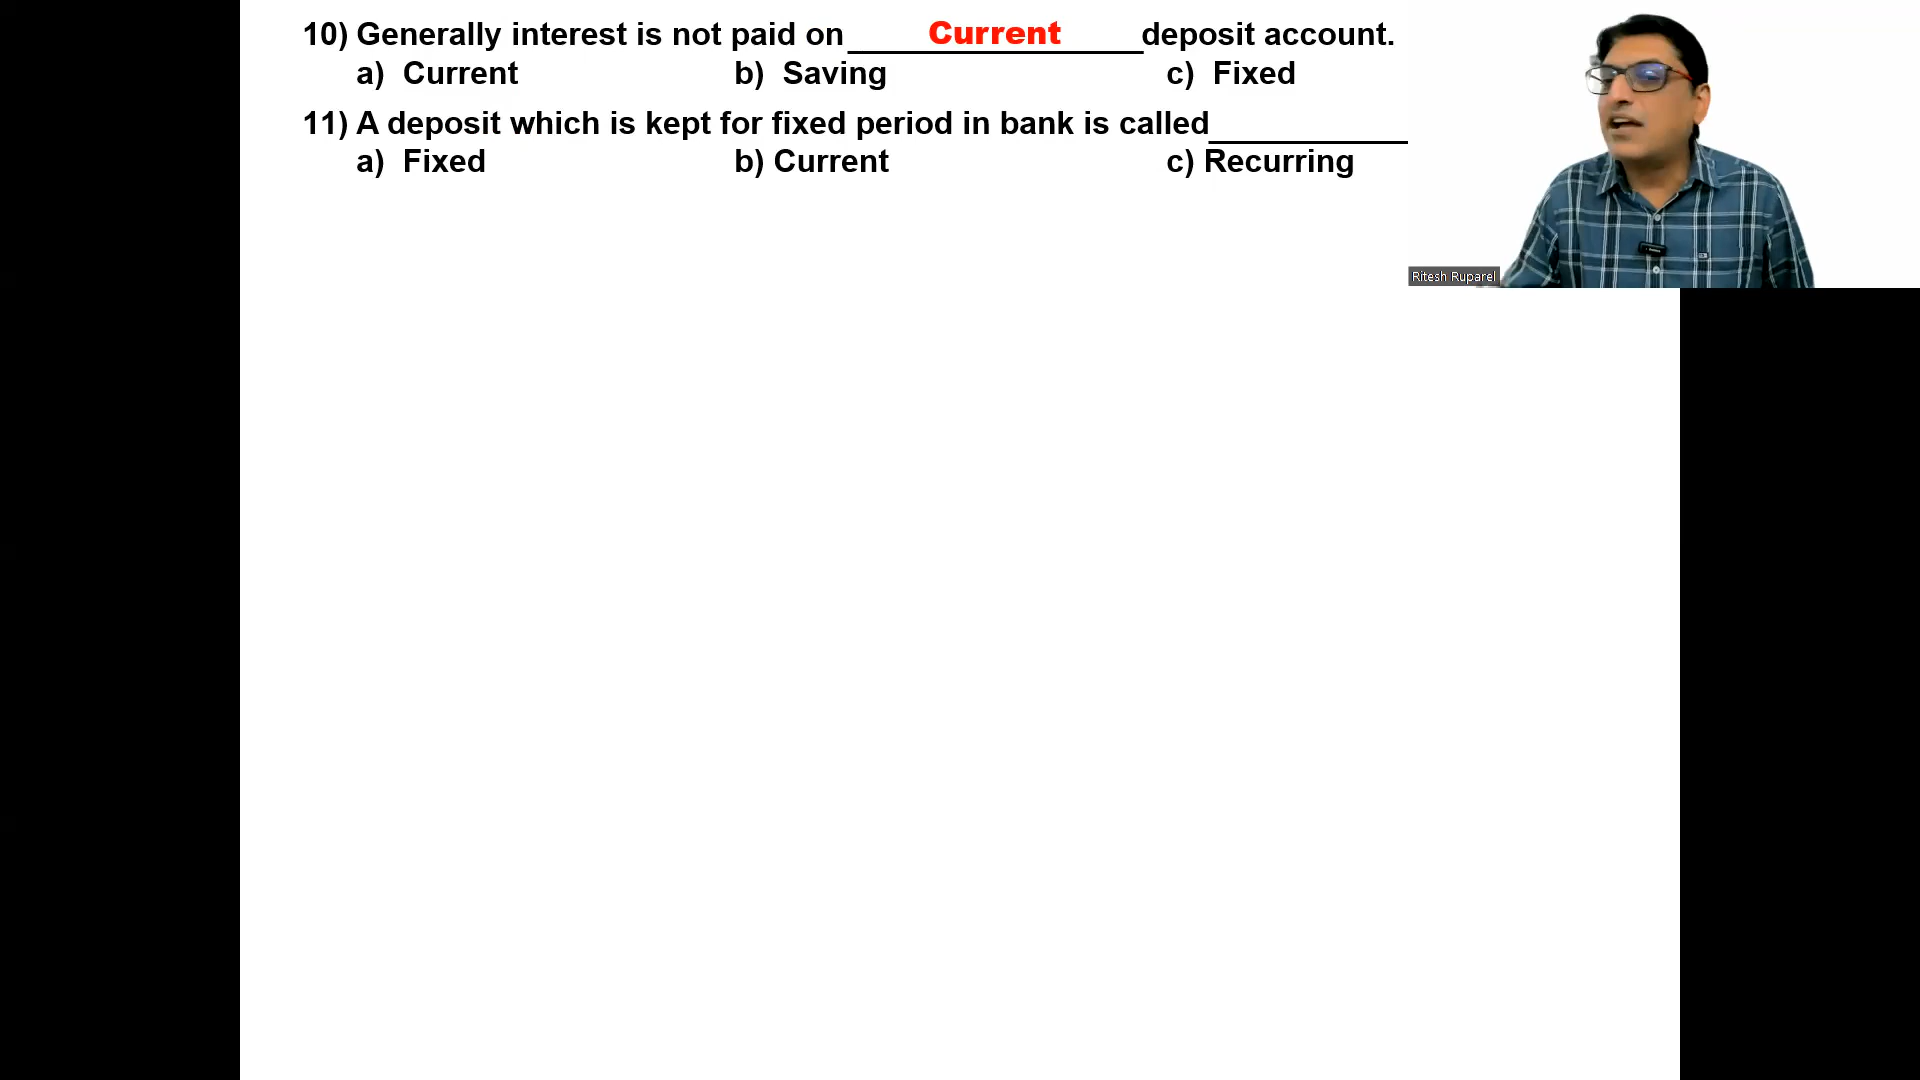 10) Generally interest is not paid on Current deposit account.
a) Current b) Saving c) Fixed
11) A deposit which is kept for fixed period in bank is called
a) Fixed b) Current c) Recurring
Ritesh Ruparel